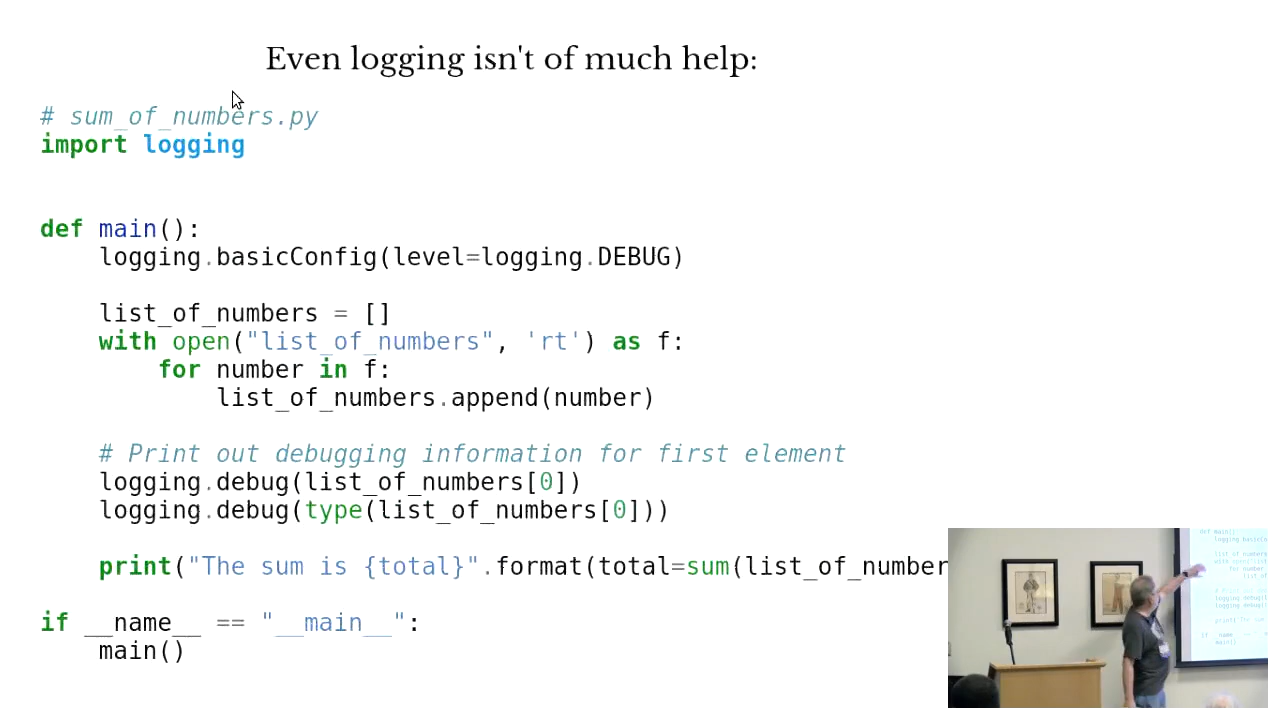 Even logging isn't of much help:
# sum_of_numbers.py
import logging
def main():
logging.basicConfig(level=logging.DEBUG)
list_of_numbers = []
with open("list_of_numbers", 'rt') as f:
for number in f:
list_of_numbers.append(number)
# Print out debugging information for first element
logging.debug(list_of_numbers[0])
logging.debug(type(list_of_numbers[0]))
print("The sum is {total}".format(total=sum(list_of_number
if __name__ == "__main__":
main()